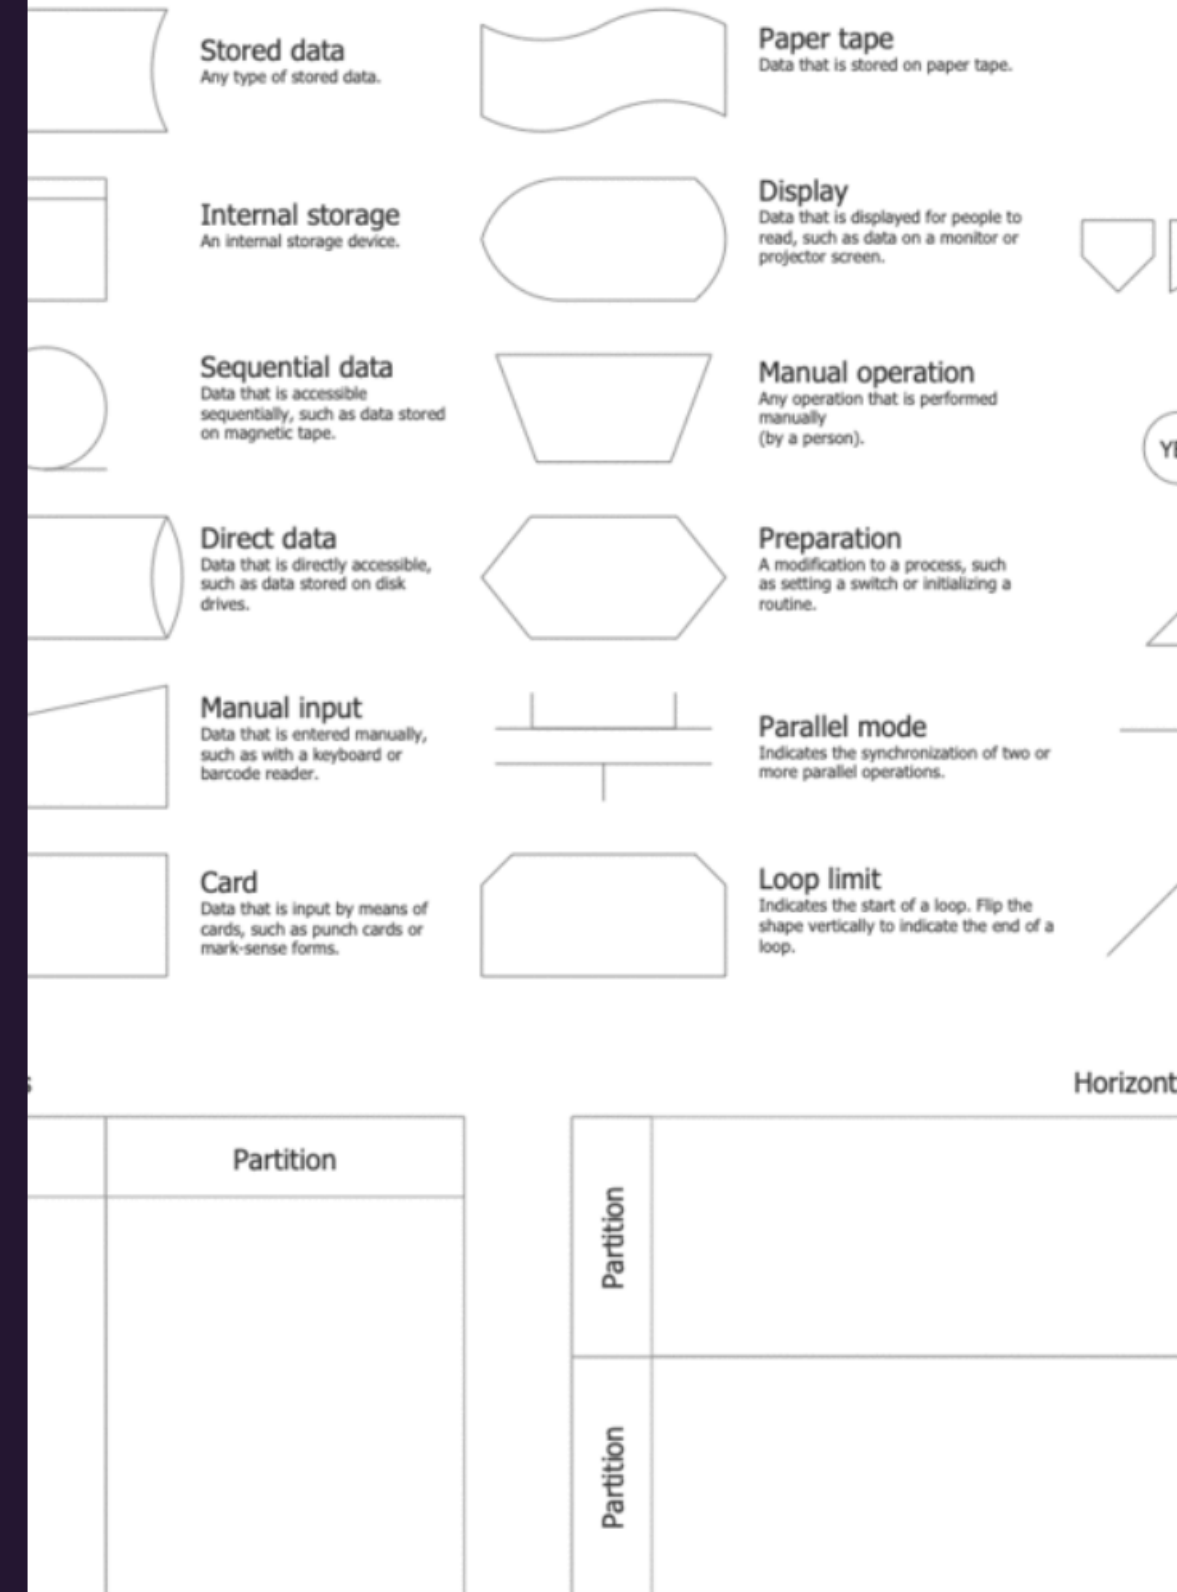 Stored data
Any type of stored data.
Paper tape
Data that is stored on paper tape.
Internal storage
An internal storage device.
Display
Data that is displayed for people to
read, such as data on a monitor or
projector screen.
Sequential data
Data that is accessible
sequentially, such as data stored
on magnetic tape.
Manual operation
Any operation that is performed
manually
(by a person).
Direct data
Data that is directly accessible,
such as data stored on disk
drives.
Preparation
A modification to a process, such
as setting a switch or initializing a
routine.
Manual input
Data that is entered manually,
such as with a keyboard or
barcode reader.
Parallel mode
Indicates the synchronization of two or
more parallel operations.
Card
Data that is input by means of
cards, such as punch cards or
mark-sense forms.
Loop limit
Indicates the start of a loop. Flip the
shape vertically to indicate the end of a
loop.
Horizont
Partition
Partition
Partition